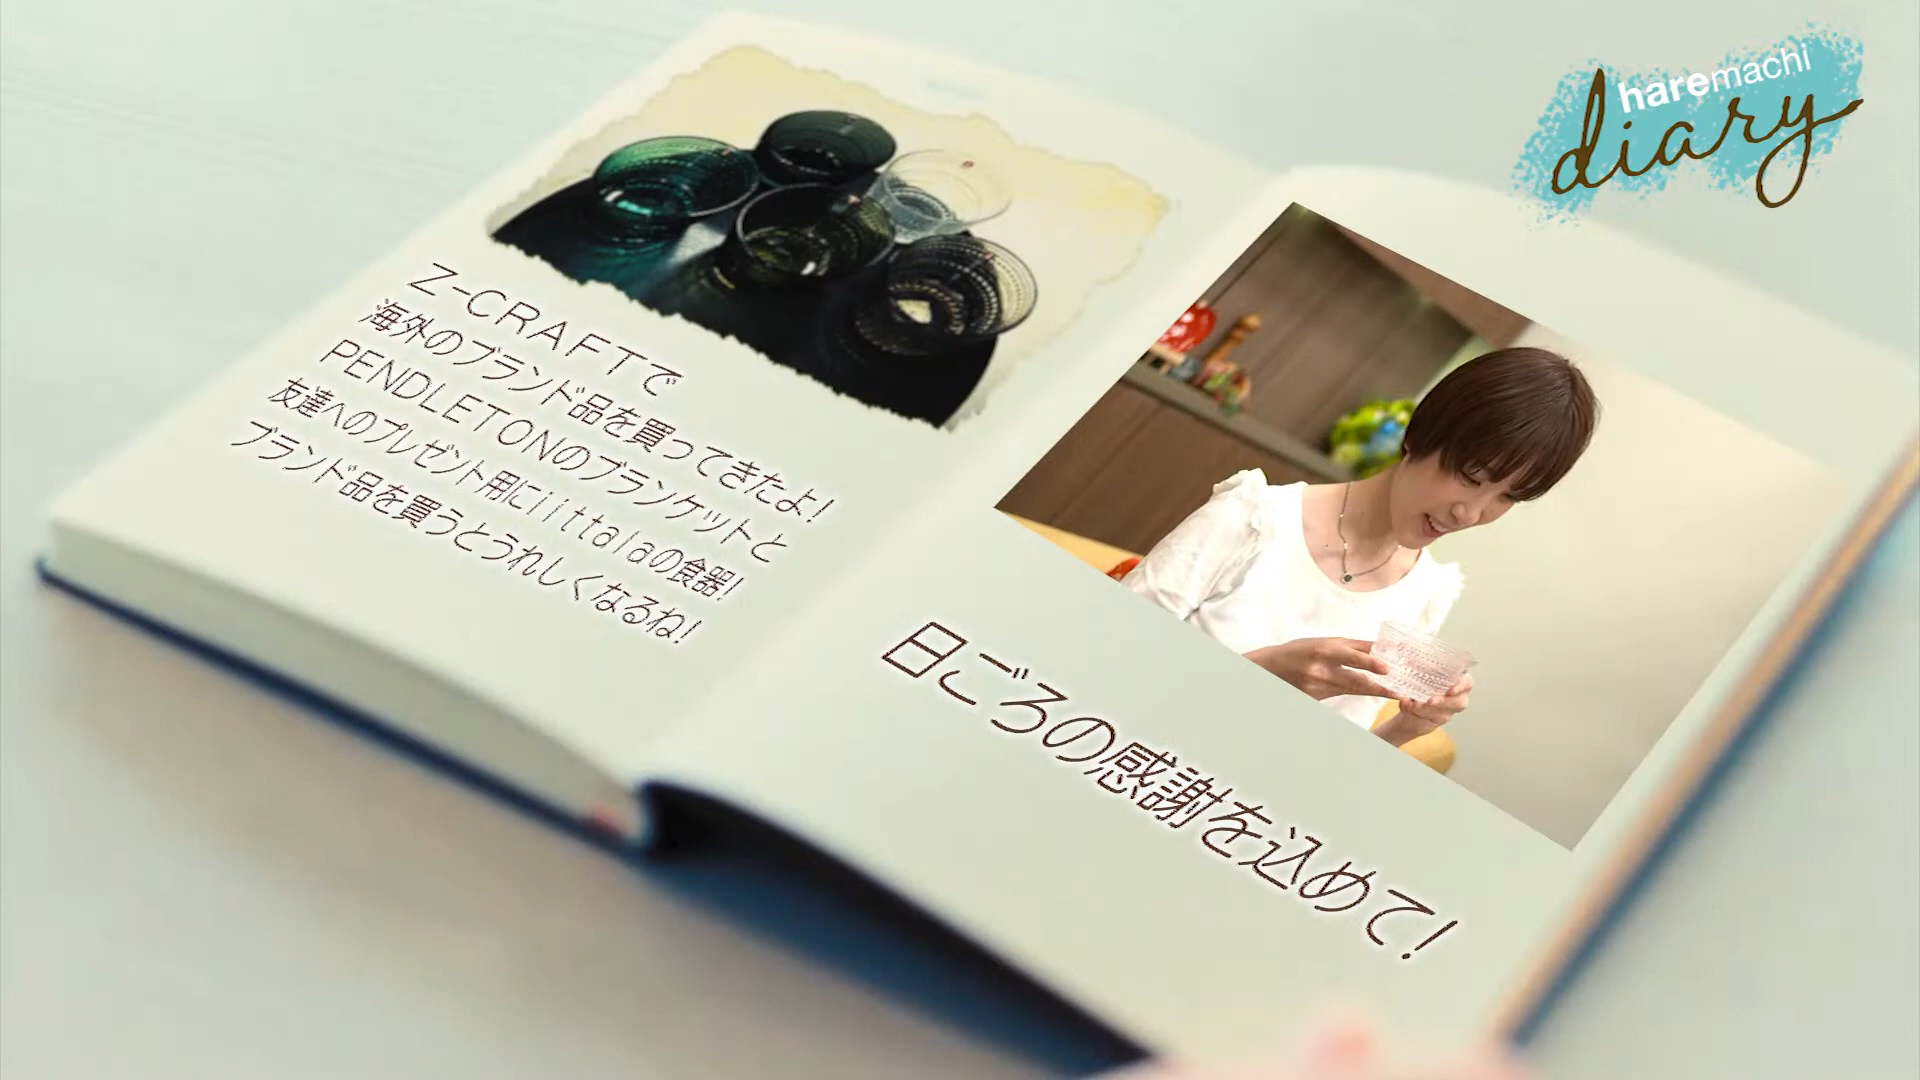 haremachi
diary
Z-CRAFTで
海外のブランド品を買ってきたよ!
PENDLETONのブランケットと
友達へのプレゼント用にiittalaの食器!
ブランド品を買うとうれしくなるね!
日ごろの感謝を込めて!